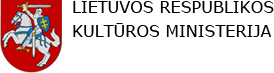 LIETUVOS RESPUBLIKOS
KULTŪROS MINISTERIJA